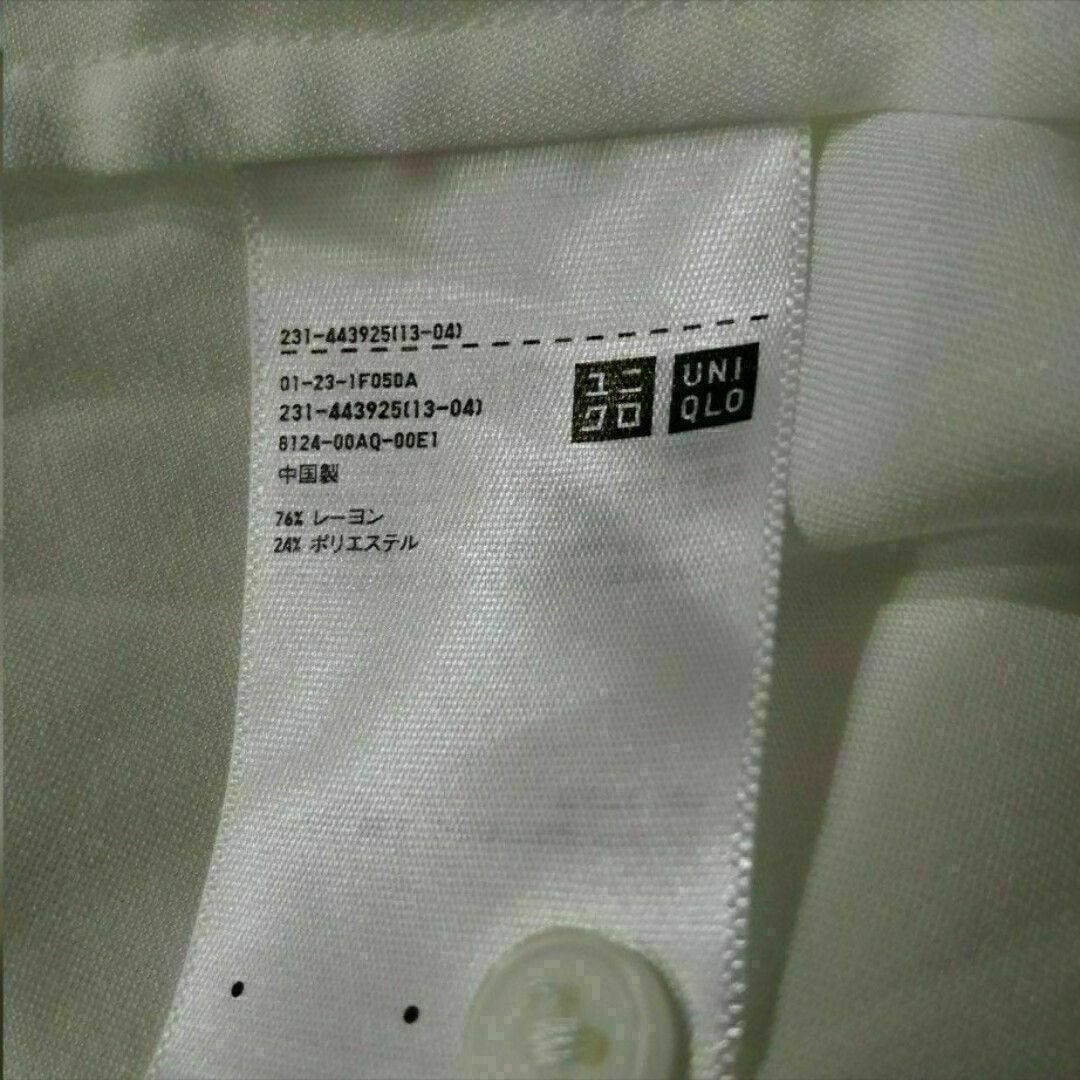 231-443925(13-04)
01-23-1F050A
231-443925(13-04)
8124-00AQ-00E1
中国製
76% レーヨン
24% ポリエステル
ユニ
クロ
UNI
QLO